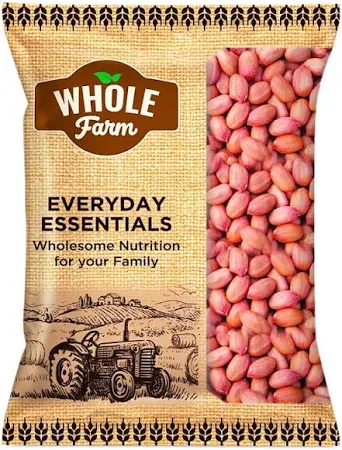 WHOLE
Farm
EVERYDAY
ESSENTIALS
Wholesome Nutrition
for your Family